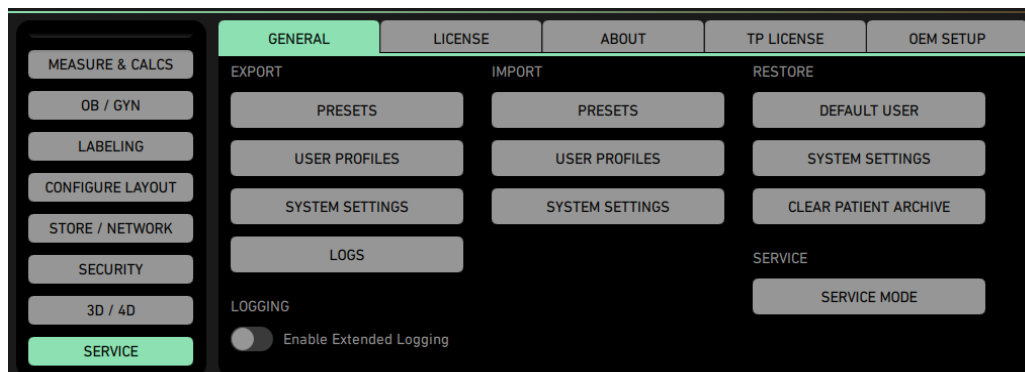 GENERAL LICENSE ABOUT TP LICENSE OEM SETUP
MEASURE & CALCS
OB / GYN
LABELING
CONFIGURE LAYOUT
STORE / NETWORK
SECURITY
3D / 4D
SERVICE
EXPORT
PRESETS
USER PROFILES
SYSTEM SETTINGS
LOGS
LOGGING
Enable Extended Logging
IMPORT
PRESETS
USER PROFILES
SYSTEM SETTINGS
RESTORE
DEFAULT USER
SYSTEM SETTINGS
CLEAR PATIENT ARCHIVE
SERVICE
SERVICE MODE